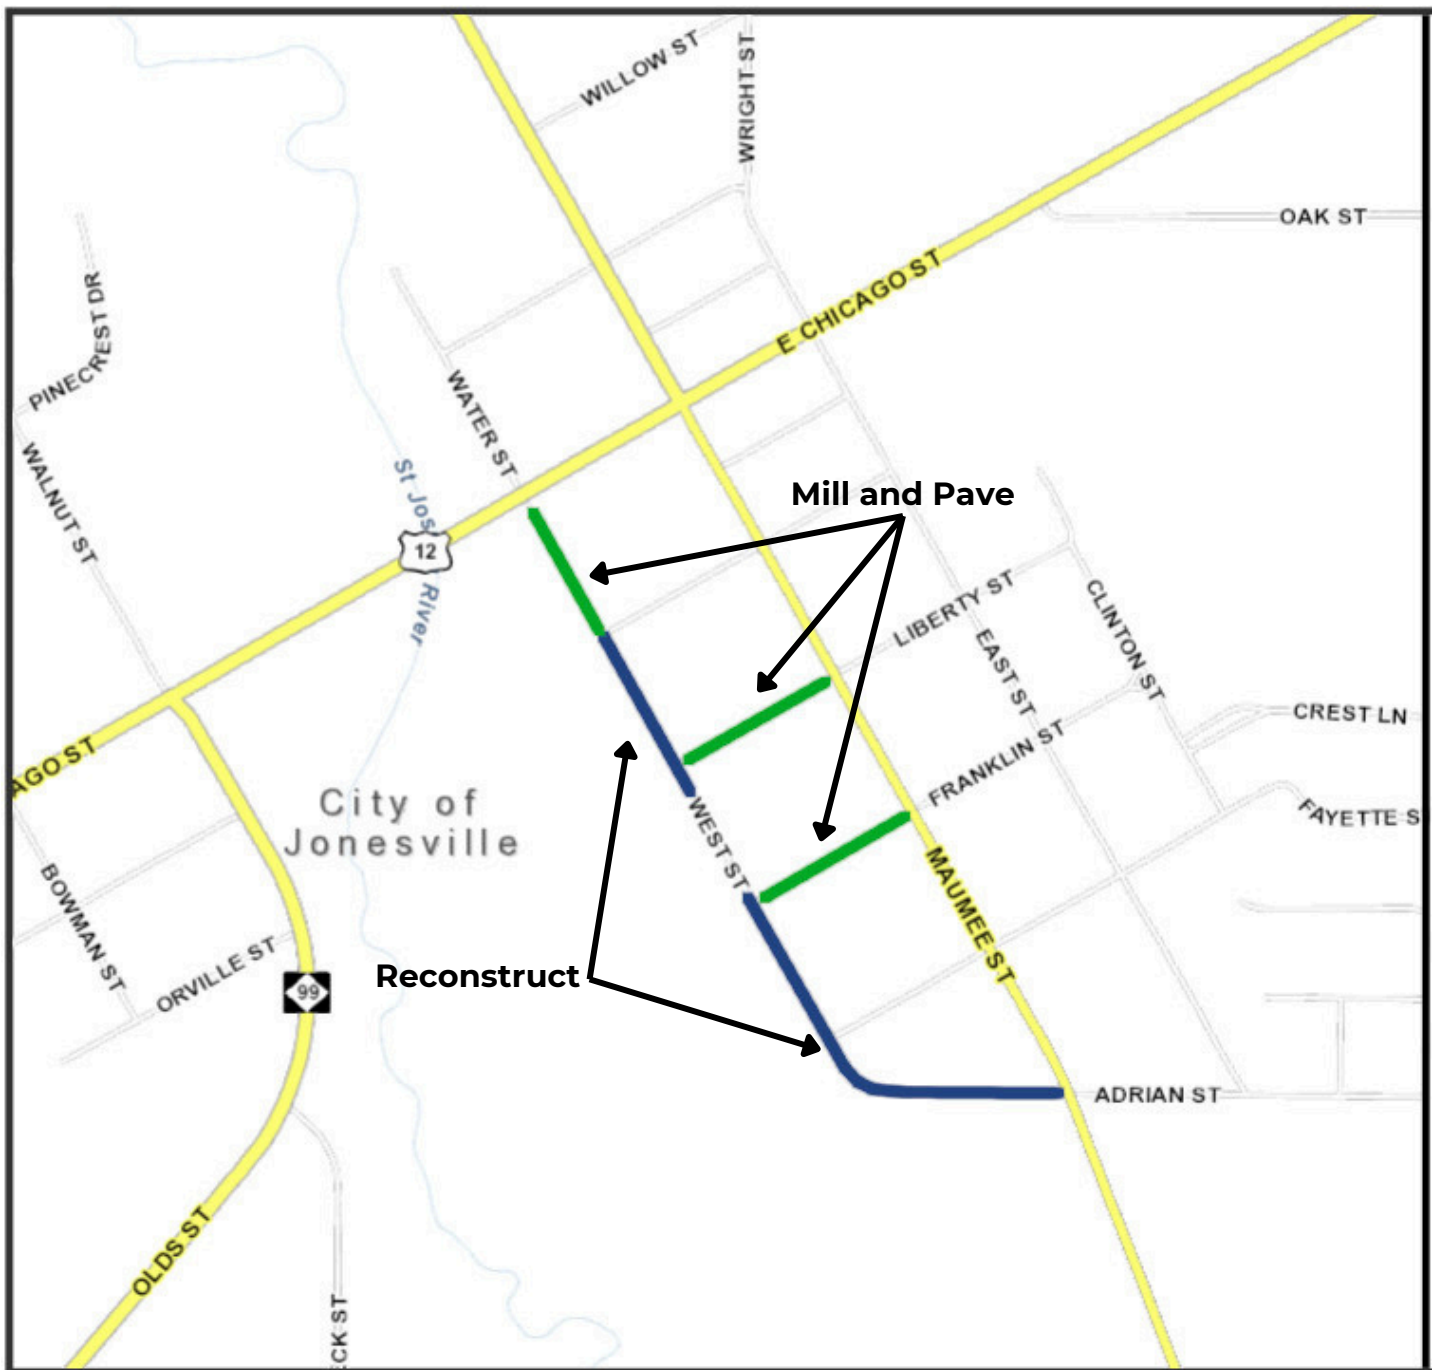 WILLOW ST
WRIGHT ST
OAK ST
PINECREST DR
E CHICAGO ST
WATER ST
WALNUT ST
St Jos
River
12
Mill and Pave
LIBERTY ST
CLINTON ST
EAST ST
CREST LN
FRANKLIN ST
FAYETTE S
AGO ST
City of
Jonesville
WEST ST
MAUMEE ST
BOWMAN ST
ORVILLE ST
99
Reconstruct
ADRIAN ST
OLDS ST
CK ST